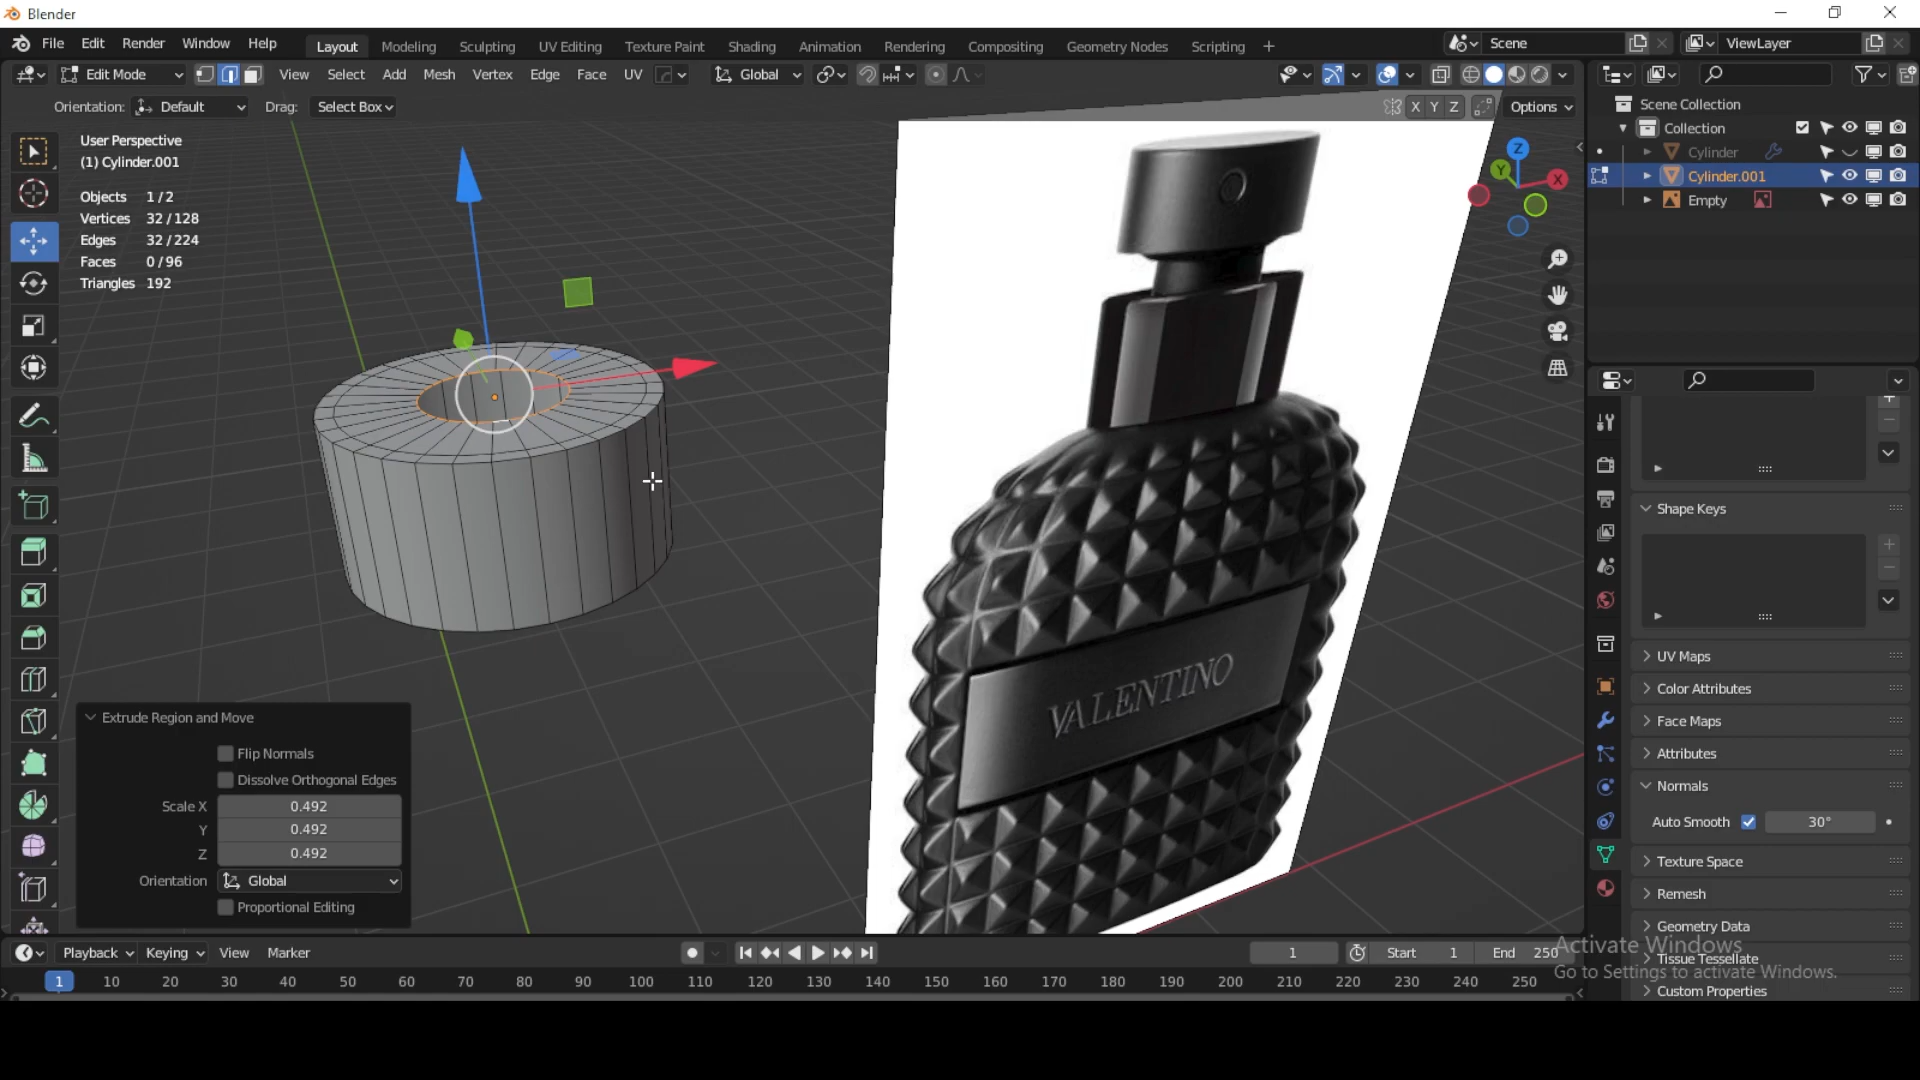 Blender
File Edit Render Window Help Layout Modeling Sculpting UV Editing Texture Paint Shading Animation Rendering Compositing Geometry Nodes Scripting + Scene ViewLayer
Edit Mode View Select Add Mesh Vertex Edge Face UV Global
Orientation: Default Drag: Select Box X Y Z Options
User Perspective
(1) Cylinder.001
Objects 1/2
Vertices 32/128
Edges 32/224
Faces 0/96
Triangles 192
Z
Y
X
VALENTINO
Scene Collection
Collection
Cylinder
Cylinder.001
Empty
Shape Keys
UV Maps
Color Attributes
Face Maps
Attributes
Normals
Auto Smooth 30°
Texture Space
Remesh
Geometry Data
Tissue Tessellate
Custom Properties
Activate Windows
Go to Settings to activate Windows.
Extrude Region and Move
Flip Normals
Dissolve Orthogonal Edges
Scale X 0.492
Y 0.492
Z 0.492
Orientation Global
Proportional Editing
Playback Keying View Marker 1 Start 1 End 250
1 10 20 30 40 50 60 70 80 90 100 110 120 130 140 150 160 170 180 190 200 210 220 230 240 250